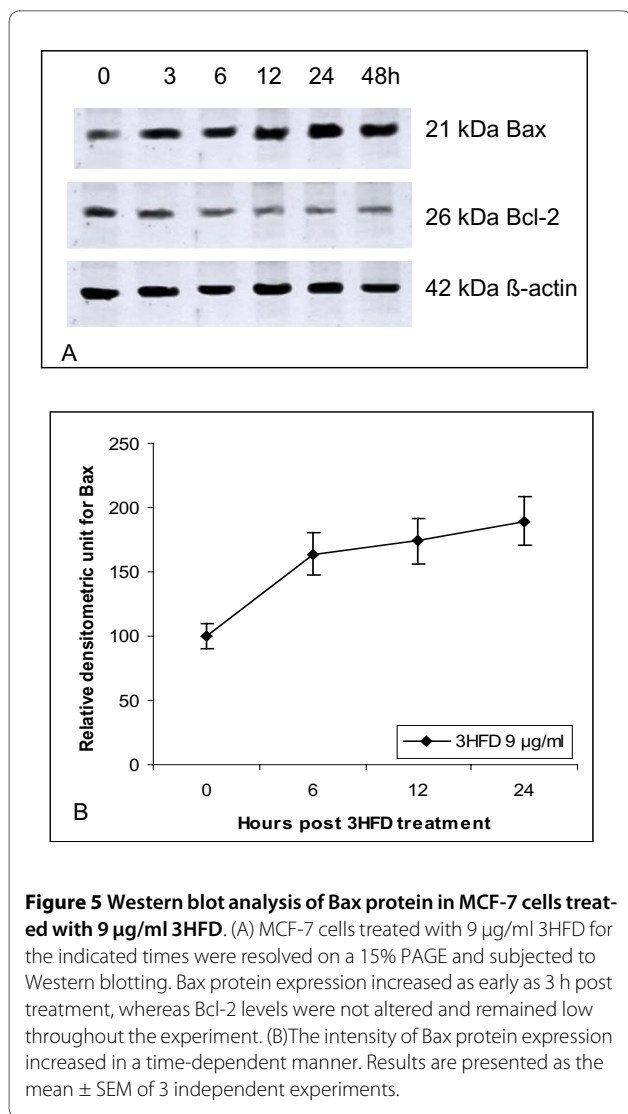 0 3 6 12 24 48h
21 kDa Bax
26 kDa Bcl-2
42 kDa ß-actin
A
250
200
150
100
50
0
Relative densitometric unit for Bax
3HFD 9 µg/ml
0 6 12 24
B
Hours post 3HFD treatment
Figure 5 Western blot analysis of Bax protein in MCF-7 cells treat-
ed with 9 µg/ml 3HFD. (A) MCF-7 cells treated with 9 µg/ml 3HFD for
the indicated times were resolved on a 15% PAGE and subjected to
Western blotting. Bax protein expression increased as early as 3 h post
treatment, whereas Bcl-2 levels were not altered and remained low
throughout the experiment. (B)The intensity of Bax protein expression
increased in a time-dependent manner. Results are presented as the
mean ± SEM of 3 independent experiments.